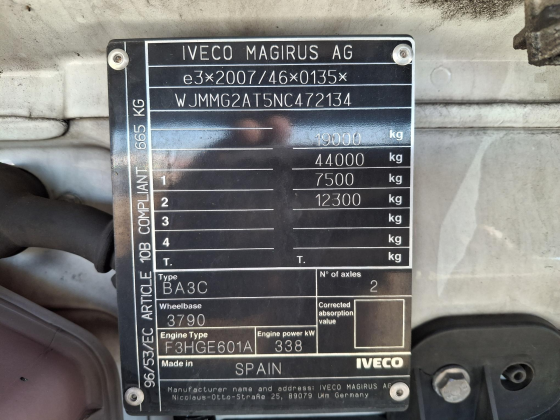 IVECO MAGIRUS AG
e3×2007/46×0135×
WJMMG2AT5NC472134
19000 kg
44000 kg
1 7500 kg
2 12300 kg
3 kg
4 kg
T. T. kg
96/53/EC ARTICLE 10B COMPLIANT 665 KG
Type N° of axles
BA3C 2
Wheelbase Corrected absorption value
3790
Engine Type Engine power kW
F3HGE601A 338
Made in SPAIN IVECO
Manufacturer name and address: IVECO MAGIRUS AG
Nicolaus-Otto-Straße 25, 89079 Ulm Germany